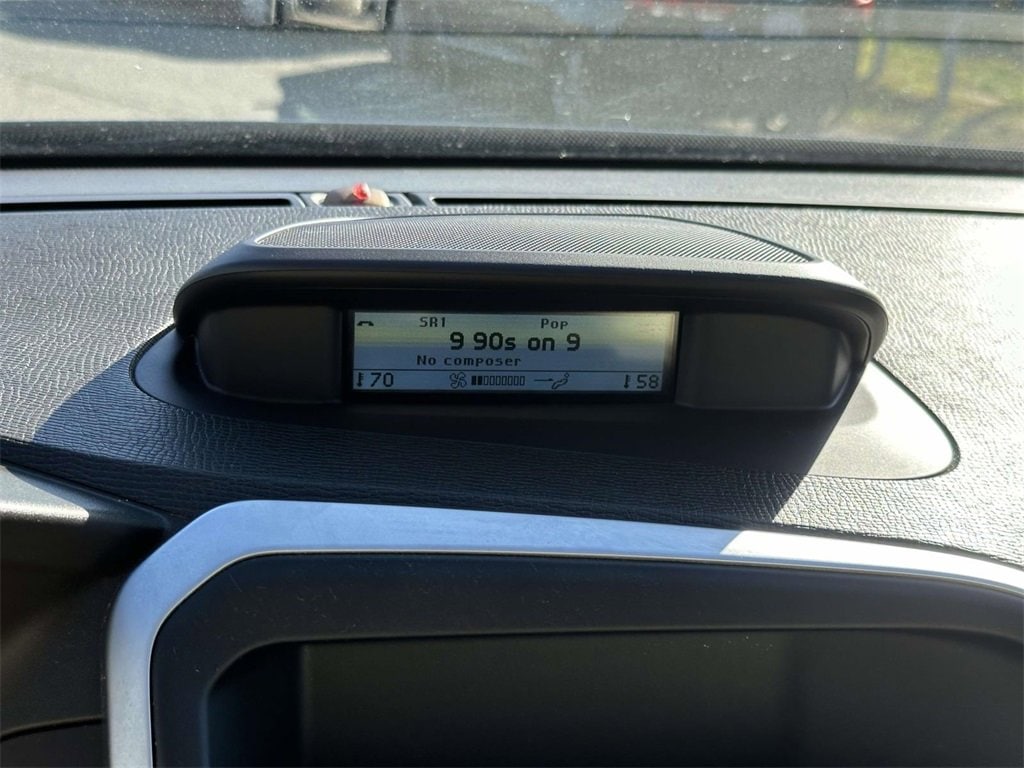 SR1 Pop
9 90s on 9
No composer
70 58